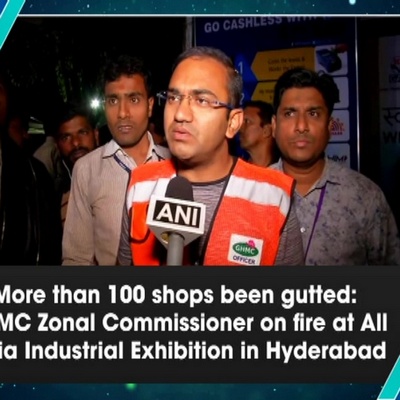 GO CASHLESS WITH
ANI
GHMC
OFFICER
More than 100 shops been gutted:
MC Zonal Commissioner on fire at All
ia Industrial Exhibition in Hyderabad